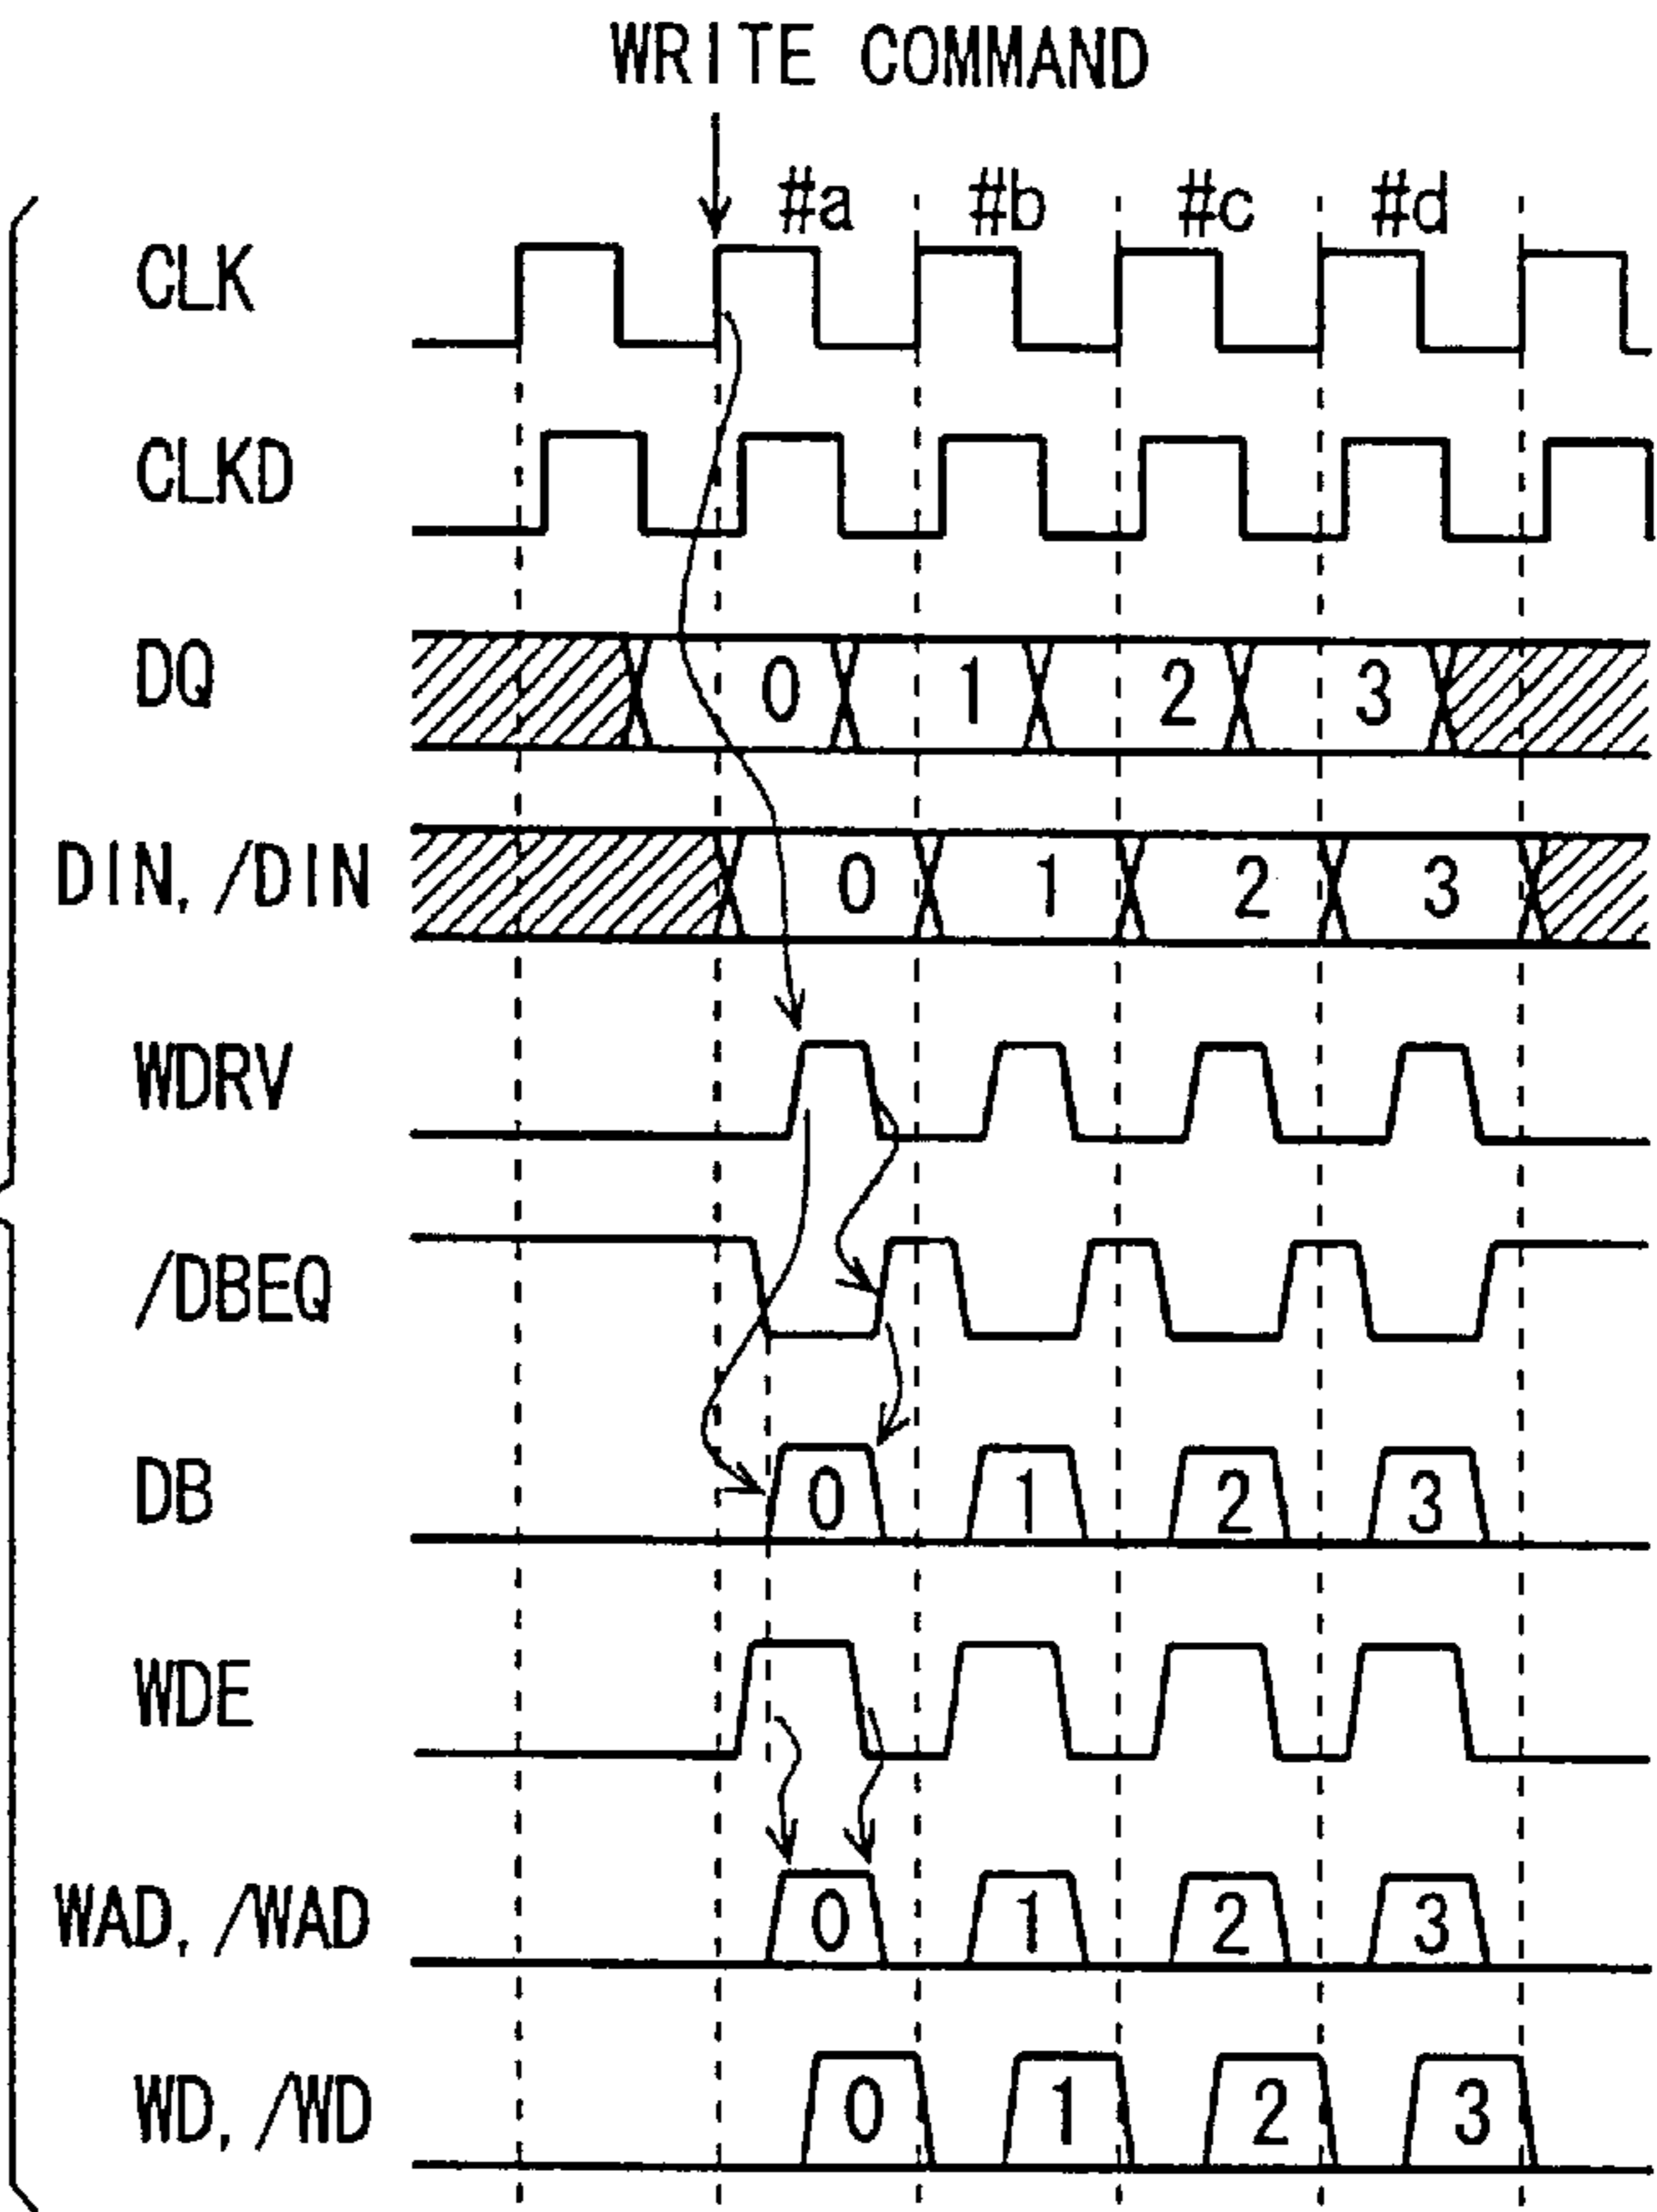 WRITE COMMAND
#a #b #c #d
CLK
CLKD
DQ 0 1 2 3
DIN, /DIN 0 1 2 3
WDRV
/DBEQ
DB 0 1 2 3
WDE
WAD, /WAD 0 1 2 3
WD, /WD 0 1 2 3